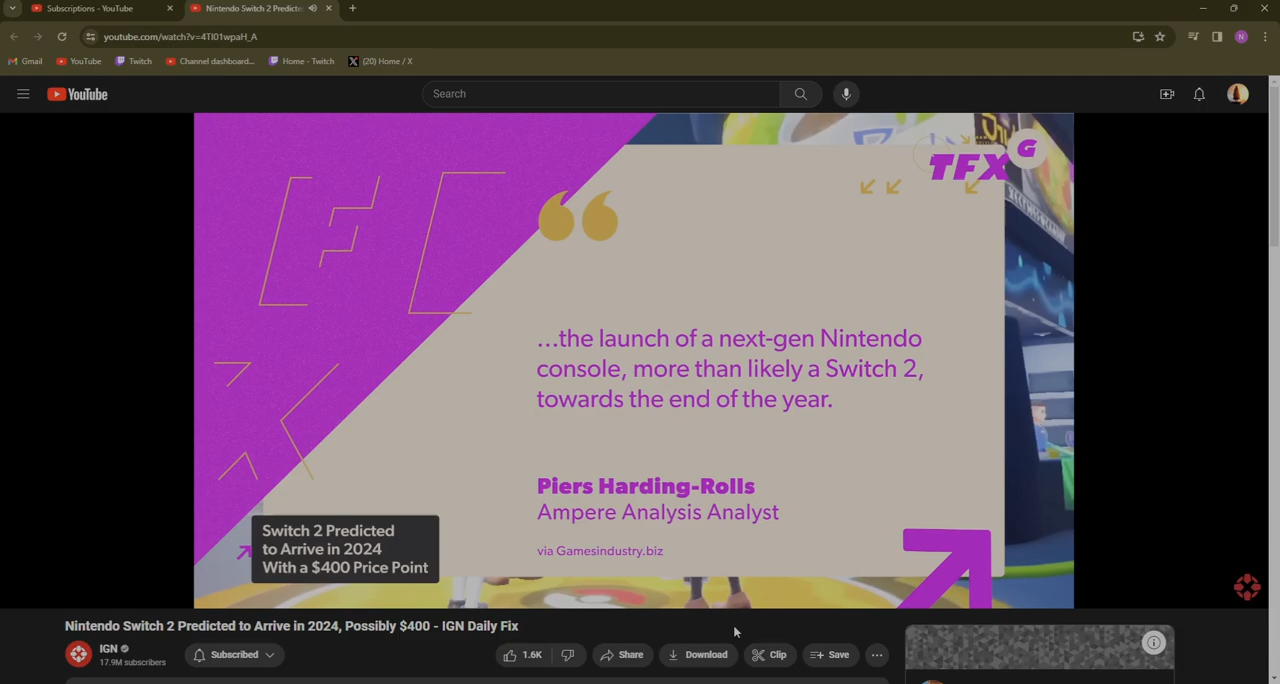 Subscriptions - YouTube
Nintendo Switch 2 Predicte
youtube.com/watch?v=4TI01wpaH_A
N
Gmail
YouTube
Twitch
Channel dashboard...
Home - Twitch
(20) Home / X
YouTube
Search
TFX G
…the launch of a next-gen Nintendo
console, more than likely a Switch 2,
towards the end of the year.
Piers Harding-Rolls
Ampere Analysis Analyst
via Gamesindustry.biz
Switch 2 Predicted
to Arrive in 2024
With a $400 Price Point
Nintendo Switch 2 Predicted to Arrive in 2024, Possibly $400 - IGN Daily Fix
IGN
17.9M subscribers
Subscribed
1.6K
Share
Download
Clip
Save